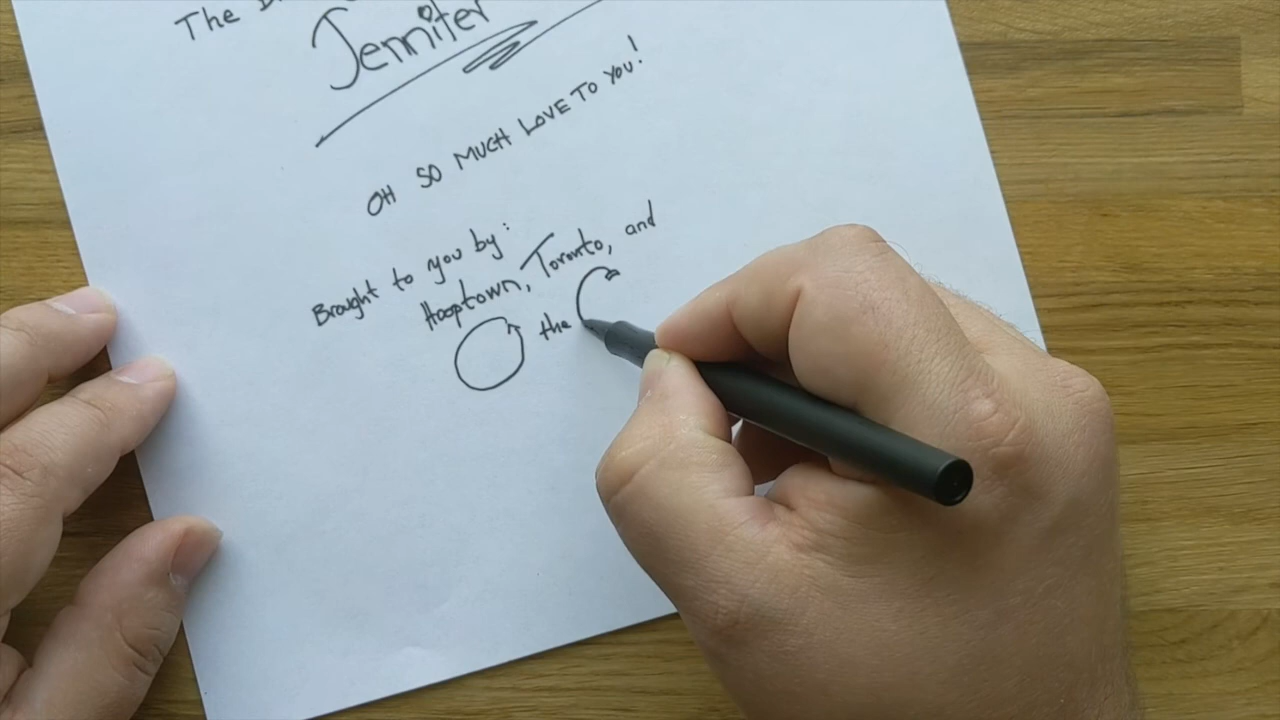 The
Jennifer
OH SO MUCH LOVE TO YOU!
Brought to you by:
Hooptown, Toronto, and
the